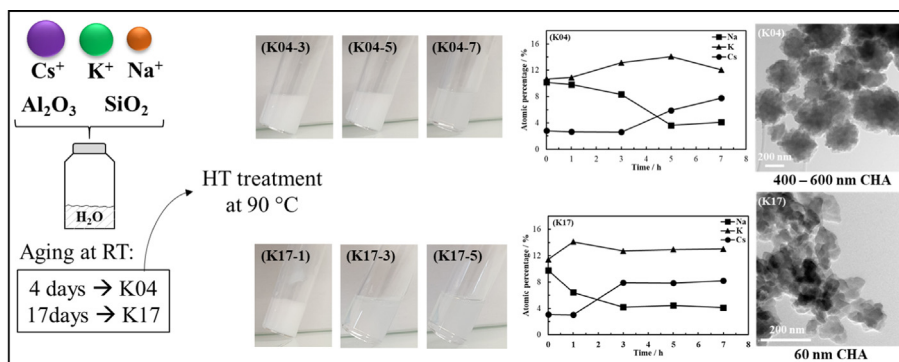 Cs⁺ K⁺ Na⁺
Al₂O₃ SiO₂
H₂O
Aging at RT:
4 days → K04
17days → K17
HT treatment
at 90 °C
(K04-3) (K04-5) (K04-7)
(K17-1) (K17-3) (K17-5)
(K04)
Na
K
Cs
Atomic percentage / %
16
12
8
4
0
0 1 2 3 4 5 6 7 8
Time / h
(K04)
200 nm
400 – 600 nm CHA
(K17)
Na
K
Cs
Atomic percentage / %
16
12
8
4
0
0 1 2 3 4 5 6 7 8
Time / h
(K17)
200 nm
60 nm CHA